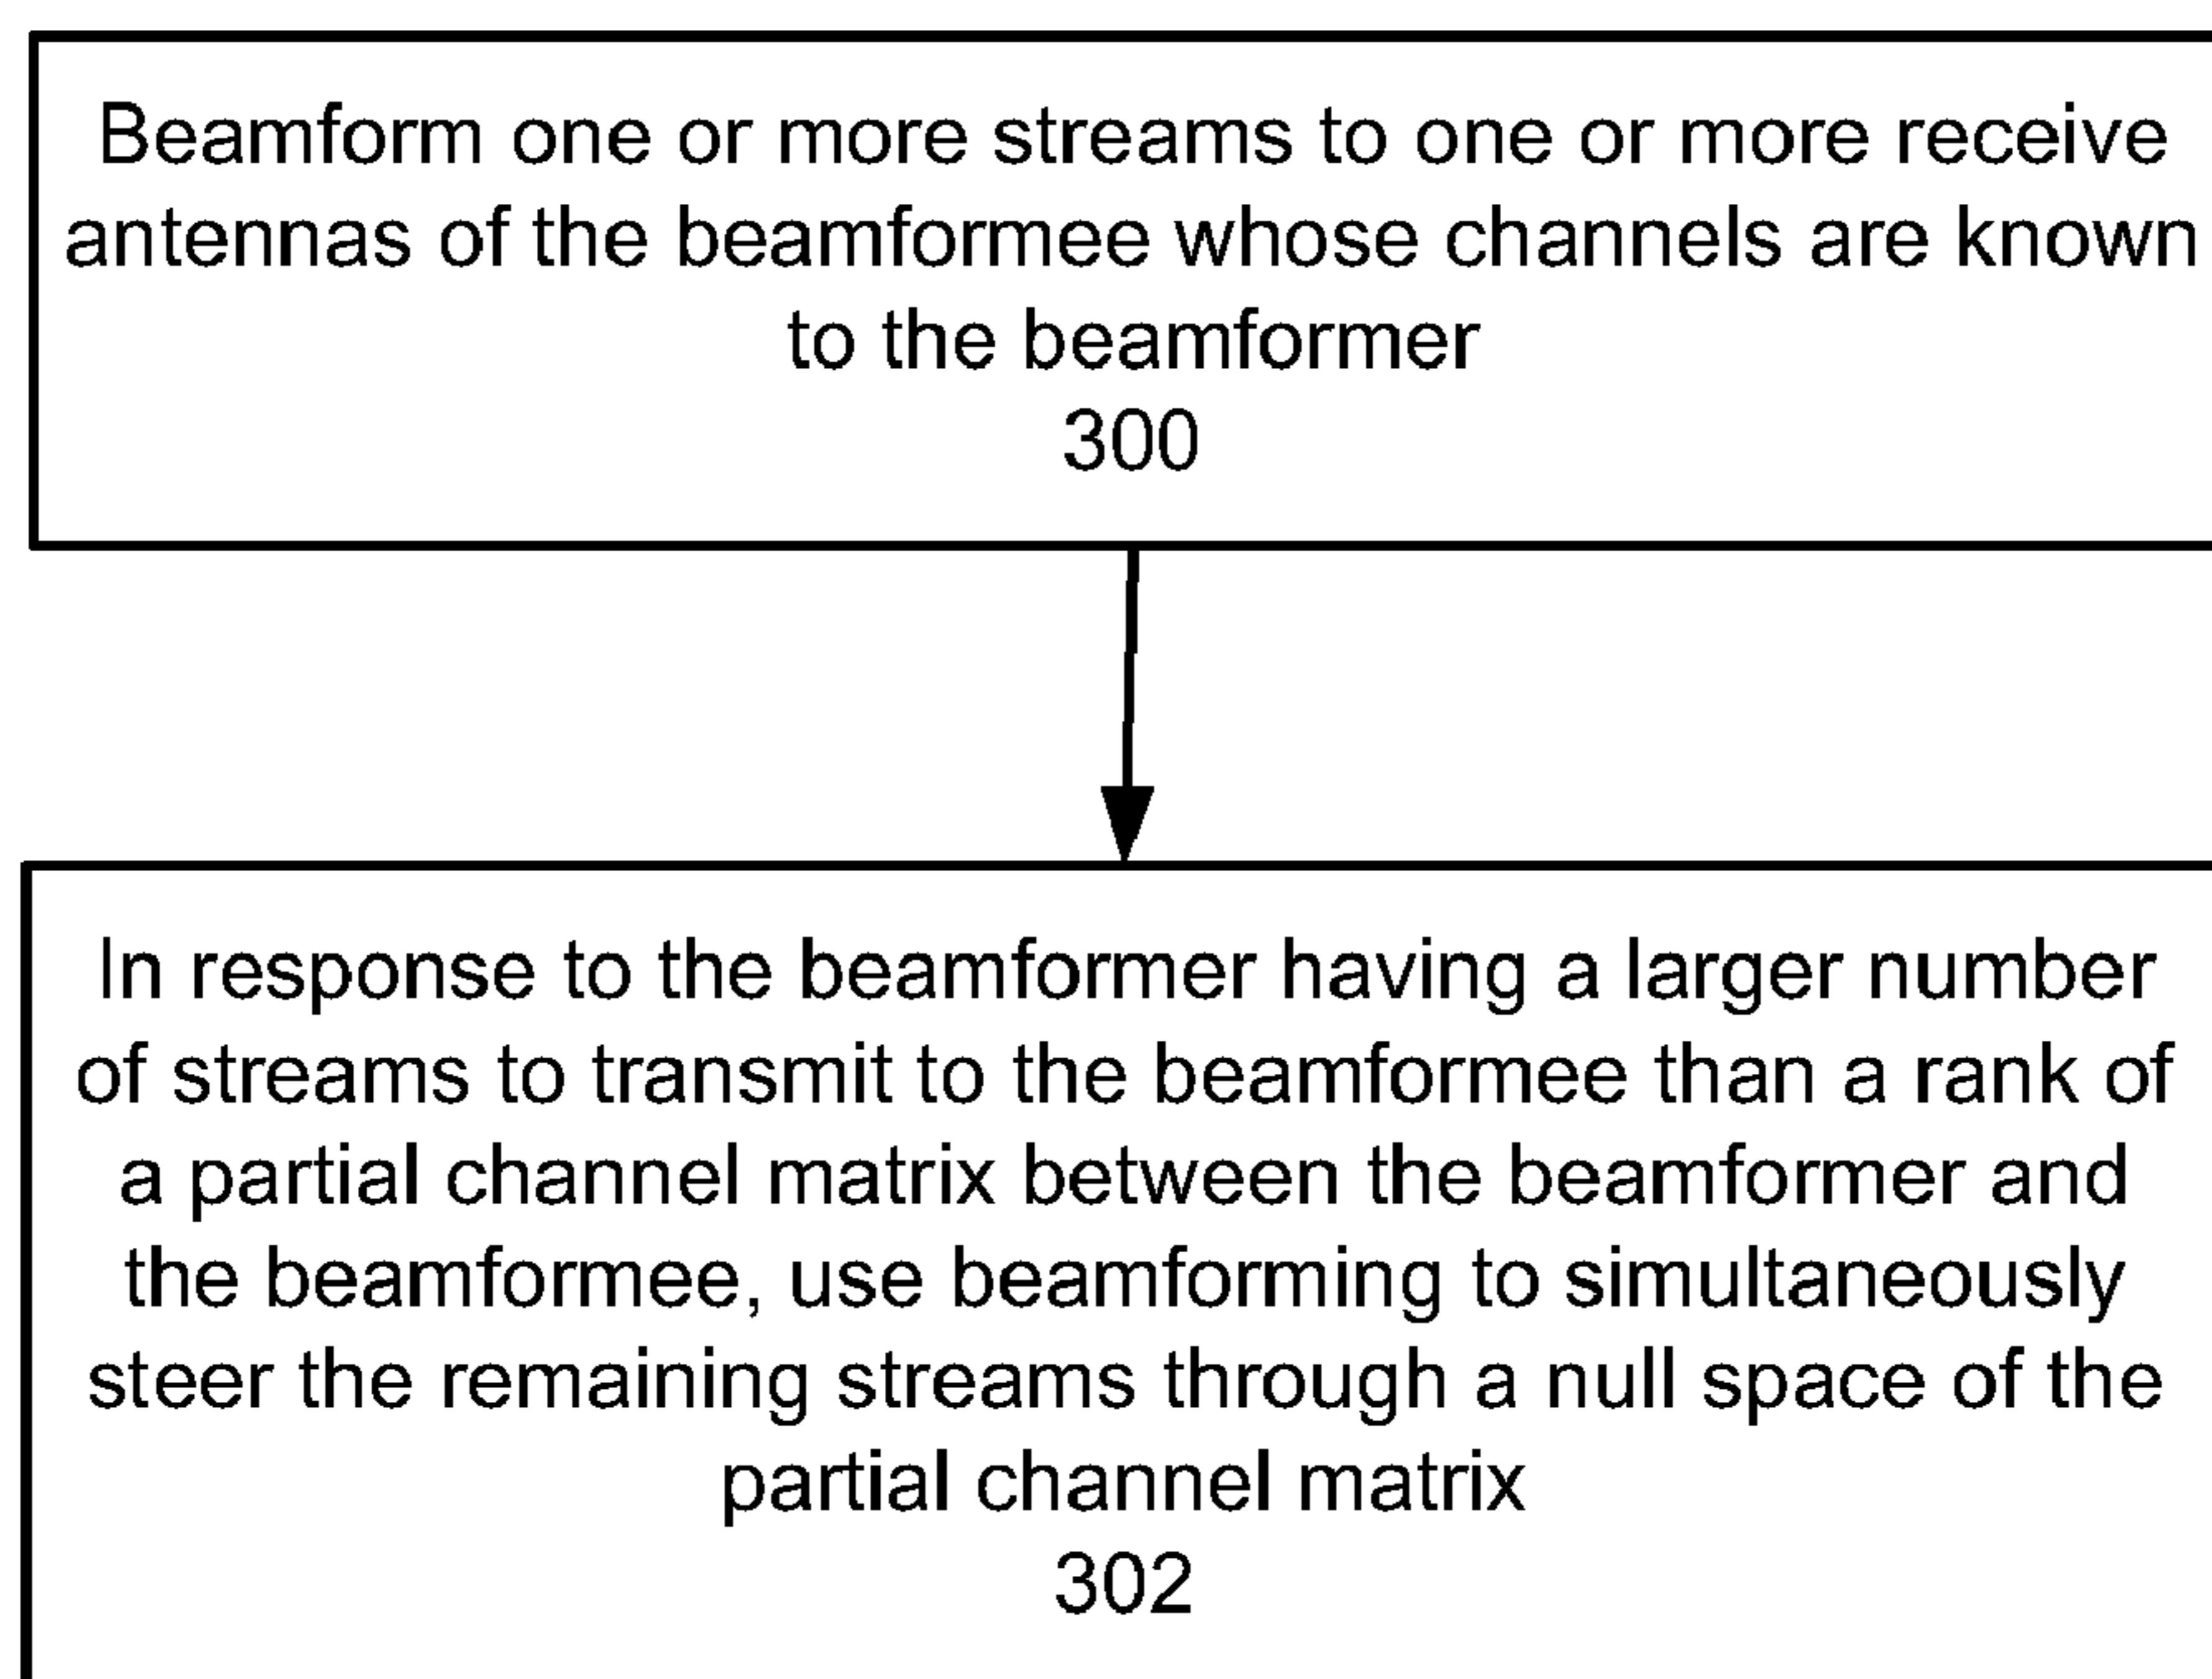 Beamform one or more streams to one or more receive
antennas of the beamformee whose channels are known
to the beamformer
300
In response to the beamformer having a larger number
of streams to transmit to the beamformee than a rank of
a partial channel matrix between the beamformer and
the beamformee, use beamforming to simultaneously
steer the remaining streams through a null space of the
partial channel matrix
302